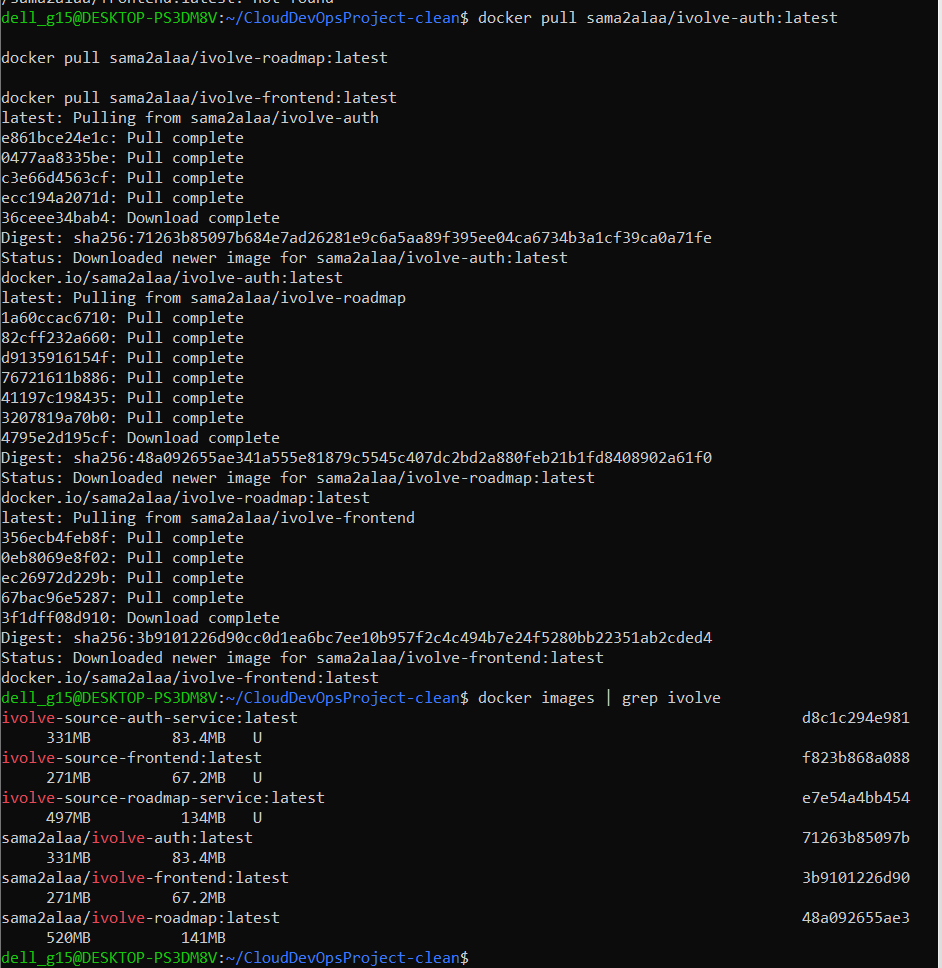 /sama2alaa/frontend:latest: not found
dell_g15@DESKTOP-PS3DM8V:~/CloudDevOpsProject-clean$ docker pull sama2alaa/ivolve-auth:latest
docker pull sama2alaa/ivolve-roadmap:latest
docker pull sama2alaa/ivolve-frontend:latest
latest: Pulling from sama2alaa/ivolve-auth
e861bce24e1c: Pull complete
0477aa8335be: Pull complete
c3e66d4563cf: Pull complete
ecc194a2071d: Pull complete
36ceee34bab4: Download complete
Digest: sha256:71263b85097b684e7ad26281e9c6a5aa89f395ee04ca6734b3a1cf39ca0a71fe
Status: Downloaded newer image for sama2alaa/ivolve-auth:latest
docker.io/sama2alaa/ivolve-auth:latest
latest: Pulling from sama2alaa/ivolve-roadmap
1a60ccac6710: Pull complete
82cff232a660: Pull complete
d9135916154f: Pull complete
76721611b886: Pull complete
41197c198435: Pull complete
3207819a70b0: Pull complete
4795e2d195cf: Download complete
Digest: sha256:48a092655ae341a555e81879c5545c407dc2bd2a880feb21b1fd8408902a61f0
Status: Downloaded newer image for sama2alaa/ivolve-roadmap:latest
docker.io/sama2alaa/ivolve-roadmap:latest
latest: Pulling from sama2alaa/ivolve-frontend
356ecb4feb8f: Pull complete
0eb8069e8f02: Pull complete
ec26972d229b: Pull complete
67bac96e5287: Pull complete
3f1dff08d910: Download complete
Digest: sha256:3b9101226d90cc0d1ea6bc7ee10b957f2c4c494b7e24f5280bb22351ab2cded4
Status: Downloaded newer image for sama2alaa/ivolve-frontend:latest
docker.io/sama2alaa/ivolve-frontend:latest
dell_g15@DESKTOP-PS3DM8V:~/CloudDevOpsProject-clean$ docker images | grep ivolve
ivolve-source-auth-service:latest d8c1c294e981
331MB 83.4MB U
ivolve-source-frontend:latest f823b868a088
271MB 67.2MB U
ivolve-source-roadmap-service:latest e7e54a4bb454
497MB 134MB U
sama2alaa/ivolve-auth:latest 71263b85097b
331MB 83.4MB
sama2alaa/ivolve-frontend:latest 3b9101226d90
271MB 67.2MB
sama2alaa/ivolve-roadmap:latest 48a092655ae3
520MB 141MB
dell_g15@DESKTOP-PS3DM8V:~/CloudDevOpsProject-clean$